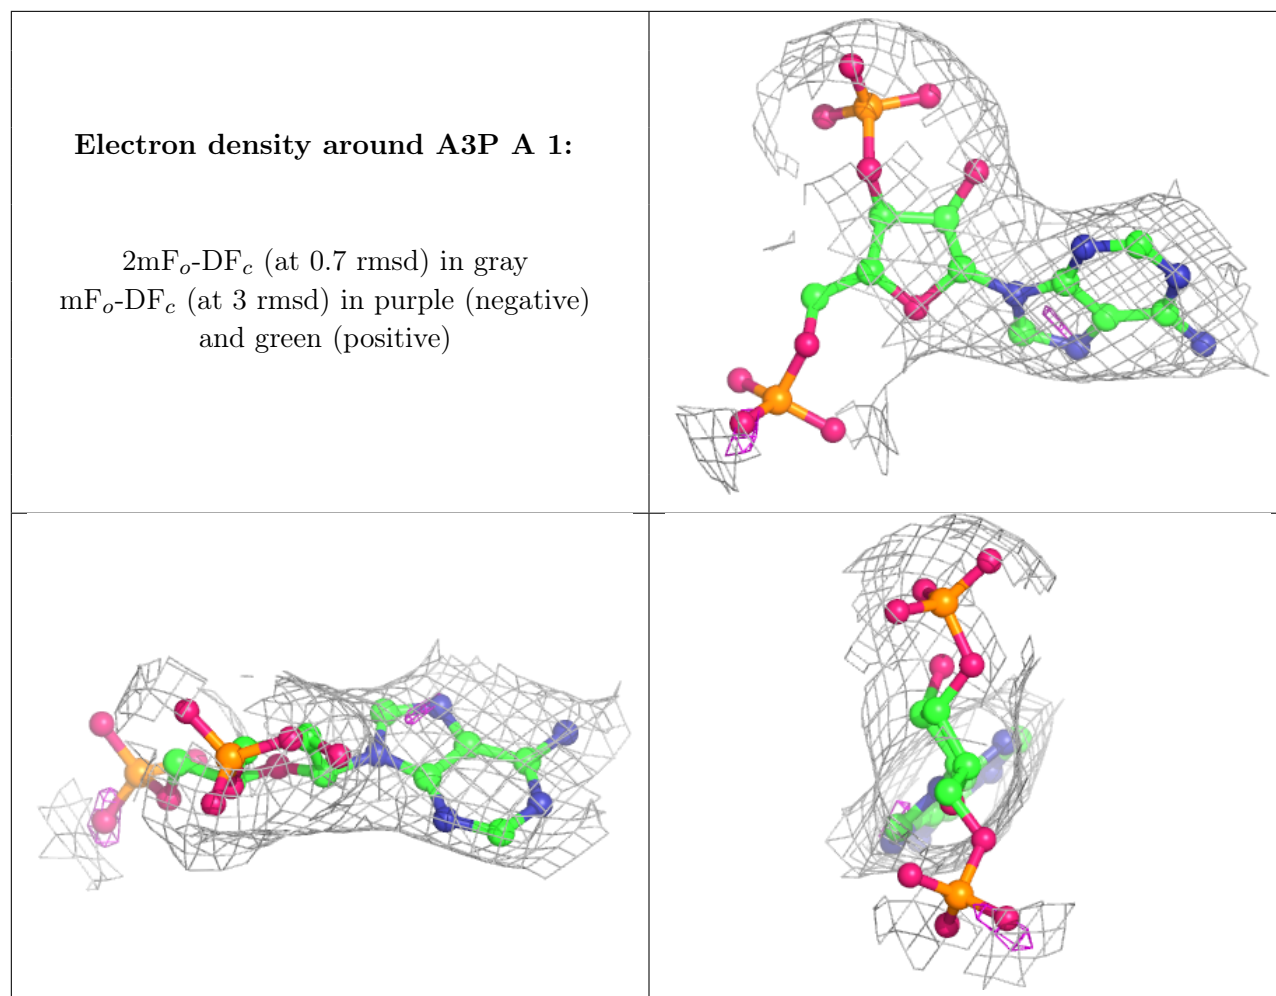 Electron density around A3P A 1:
2mFo-DFc (at 0.7 rmsd) in gray
mFo-DFc (at 3 rmsd) in purple (negative)
and green (positive)